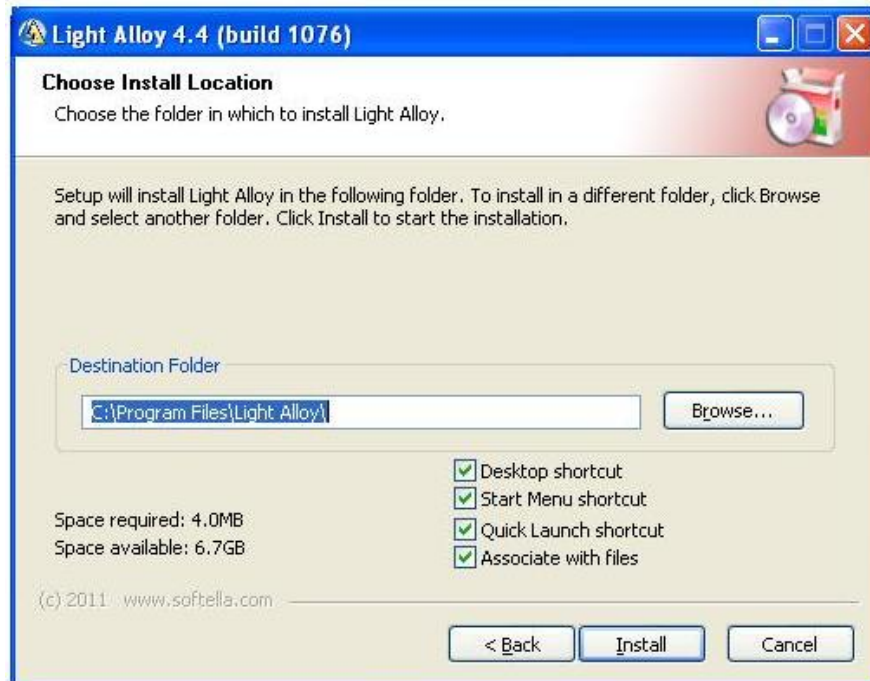 Light Alloy 4.4 (build 1076)
Choose Install Location
Choose the folder in which to install Light Alloy.
Setup will install Light Alloy in the following folder. To install in a different folder, click Browse
and select another folder. Click Install to start the installation.
Destination Folder
C:\Program Files\Light Alloy\
Browse...
Desktop shortcut
Start Menu shortcut
Quick Launch shortcut
Associate with files
Space required: 4.0MB
Space available: 6.7GB
(c) 2011 www.softella.com
< Back
Install
Cancel